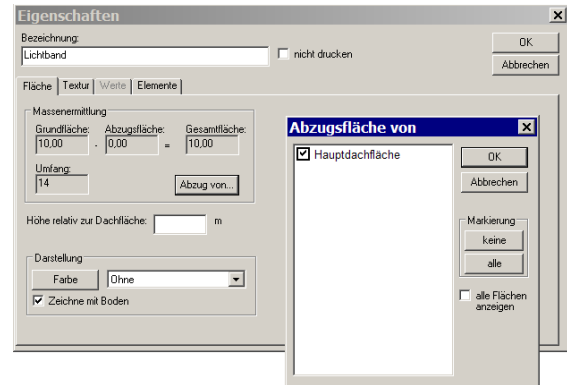 Eigenschaften
Bezeichnung:
Lichtband
nicht drucken
OK
Abbrechen
Fläche Textur Werte Elemente
Massenermittlung
Grundfläche: Abzugsfläche: Gesamtfläche:
10,00 - 0,00 = 10,00
Umfang:
14
Abzug von...
Höhe relativ zur Dachfläche: m
Darstellung
Farbe Ohne
Zeichne mit Boden
Abzugsfläche von
Hauptdachfläche
OK
Abbrechen
Markierung
keine
alle
alle Flächen
anzeigen